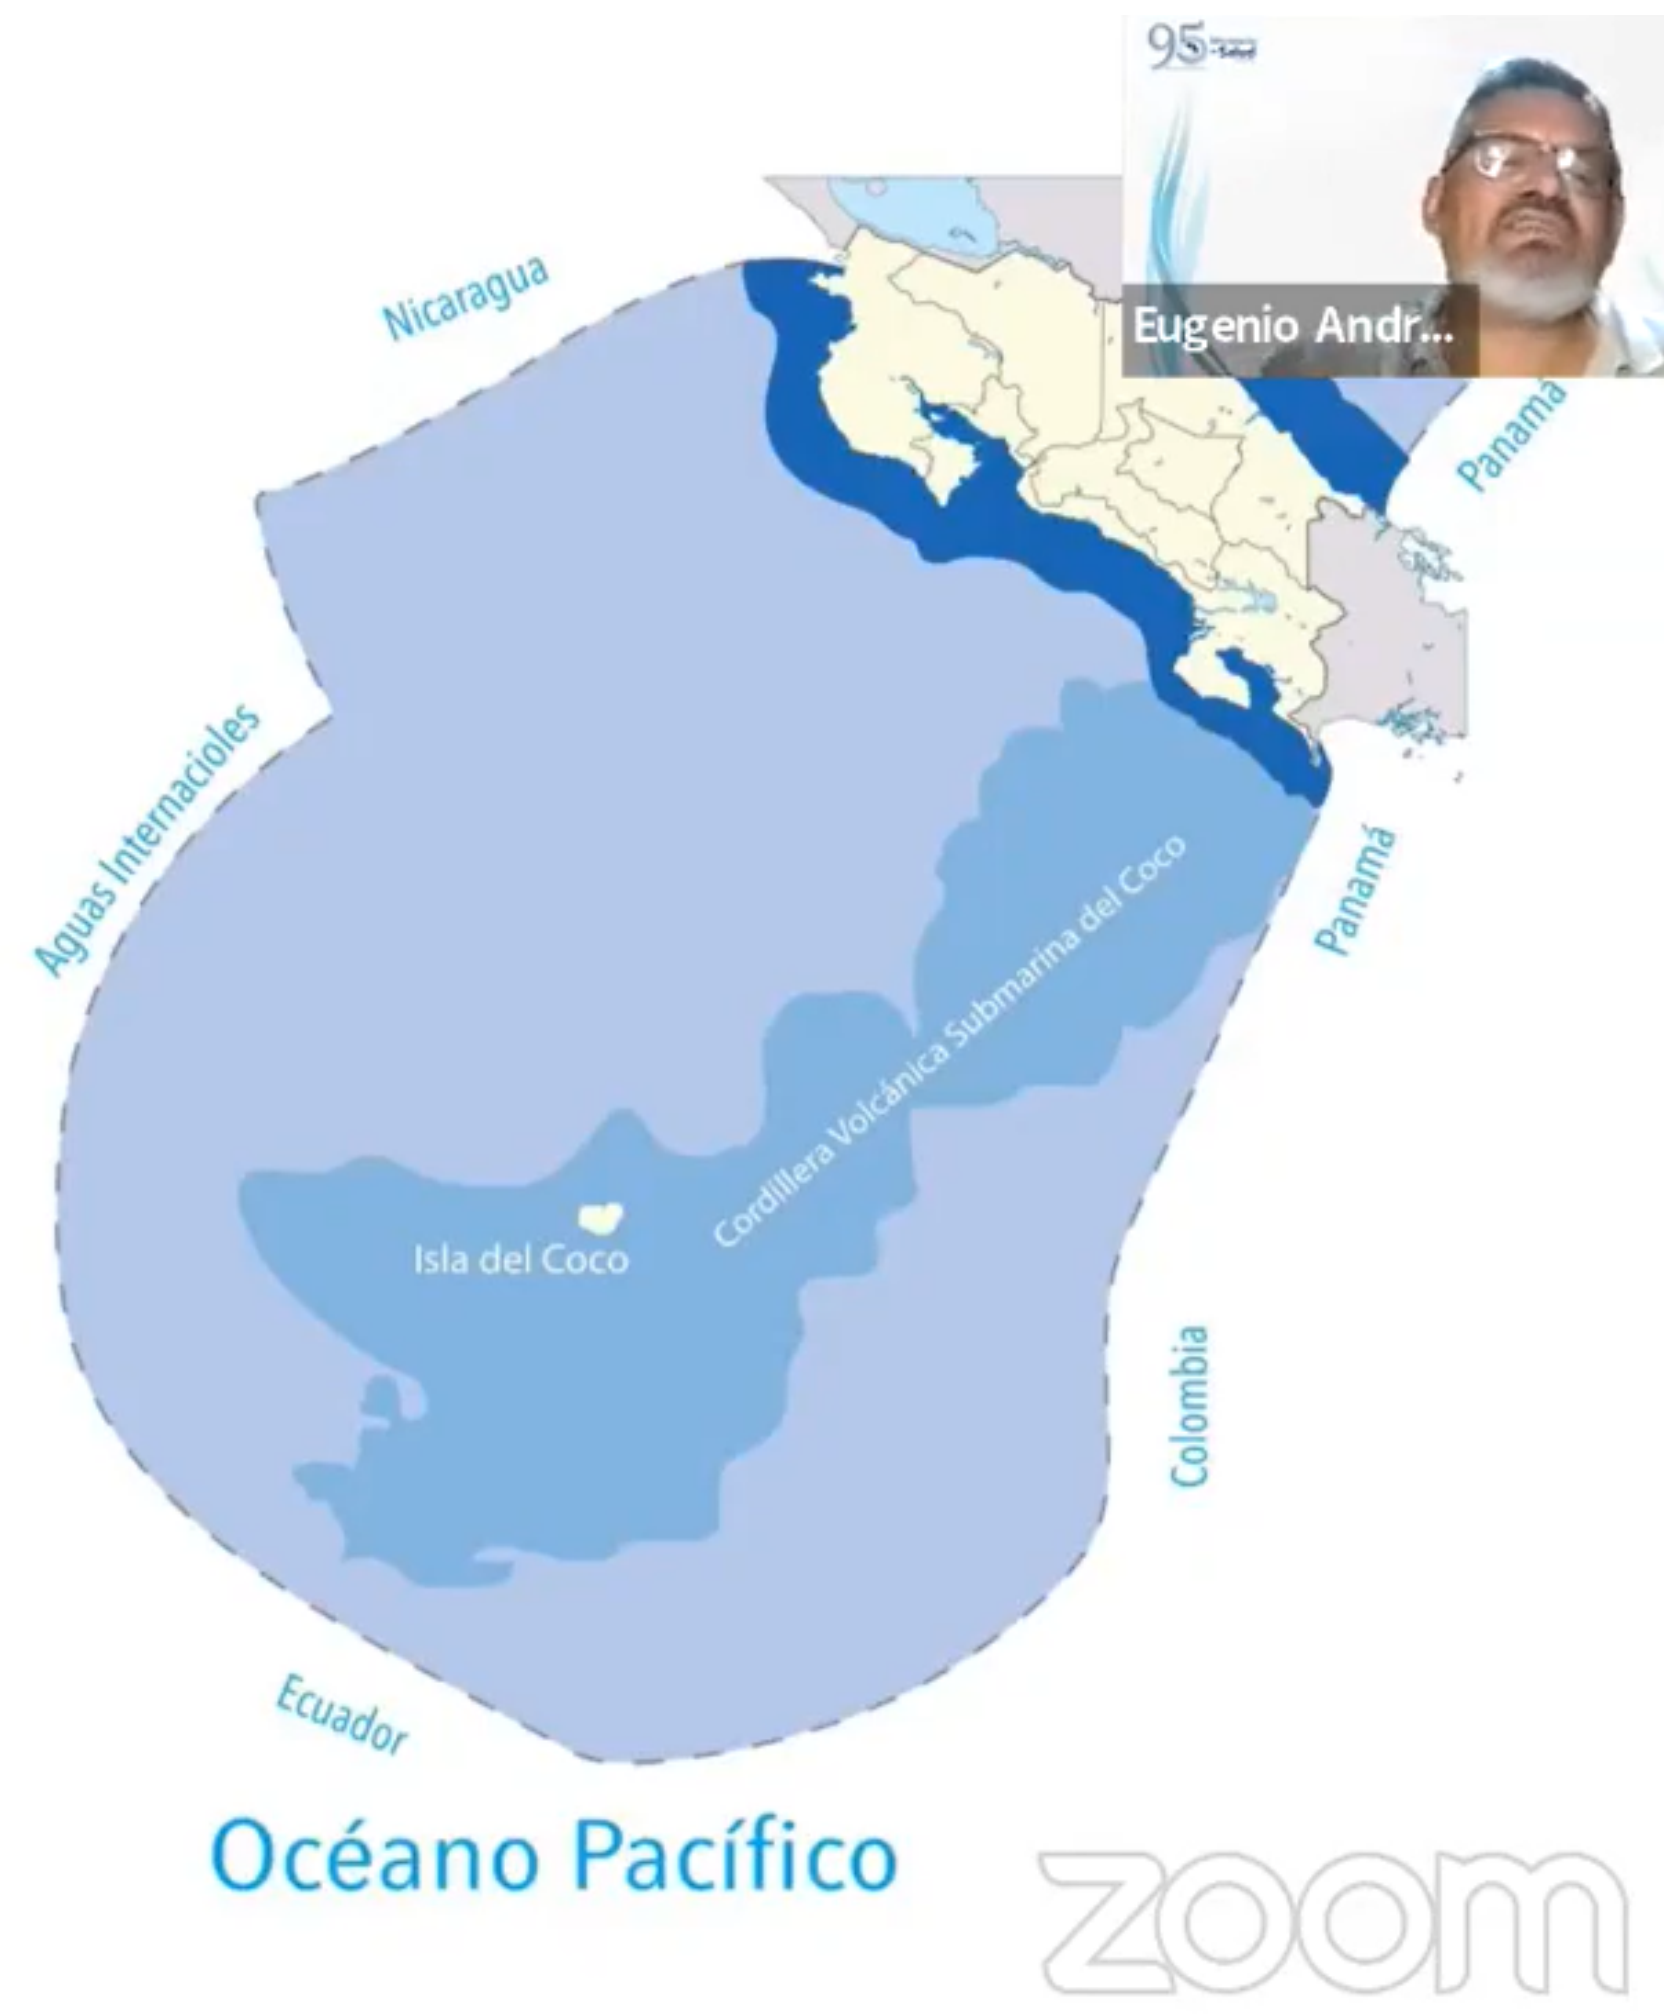 95
Salud
Eugenio Andr...
Nicaragua
Panamá
Aguas Internacioles
Panamá
Cordillera Volcánica Submarina del Coco
Isla del Coco
Colombia
Ecuador
Océano Pacífico
zoom